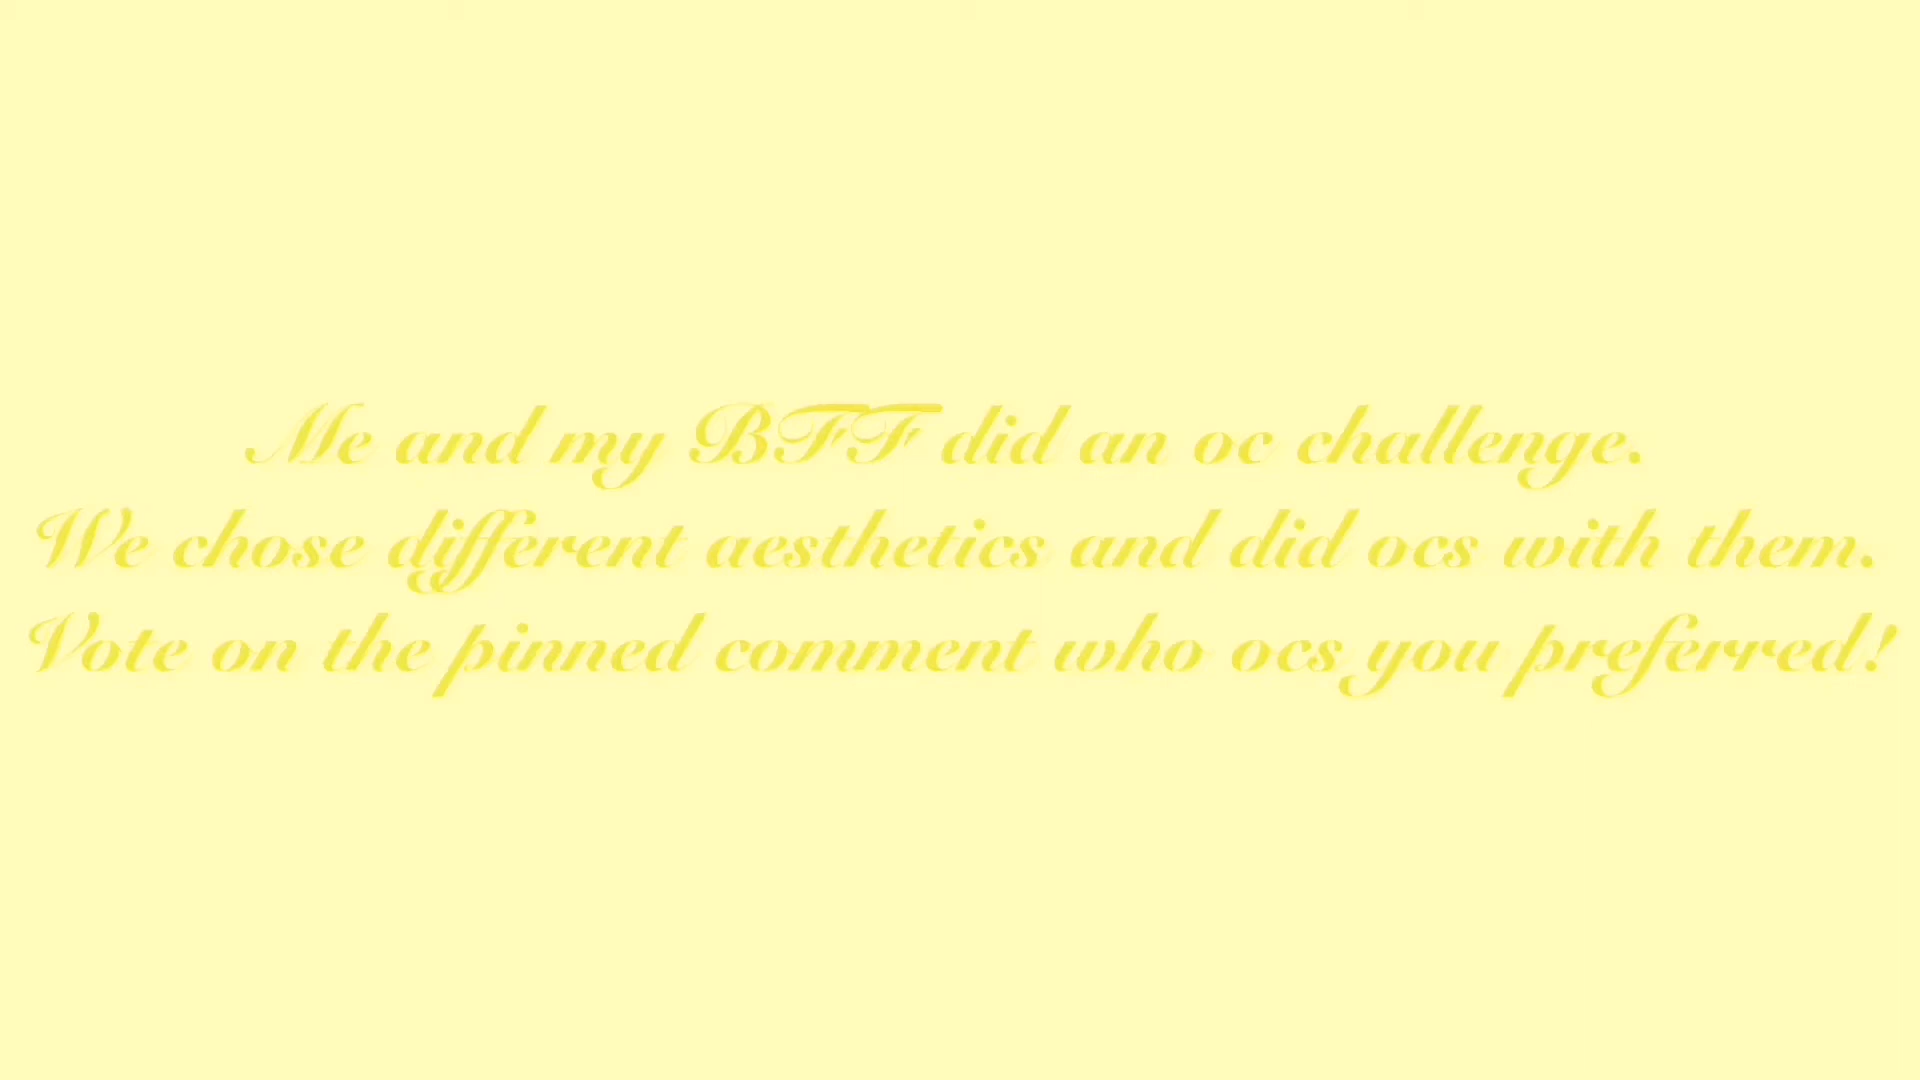 Me and my BFF did an oc challenge.
We chose different aesthetics and did ocs with them.
Vote on the pinned comment who ocs you preferred!